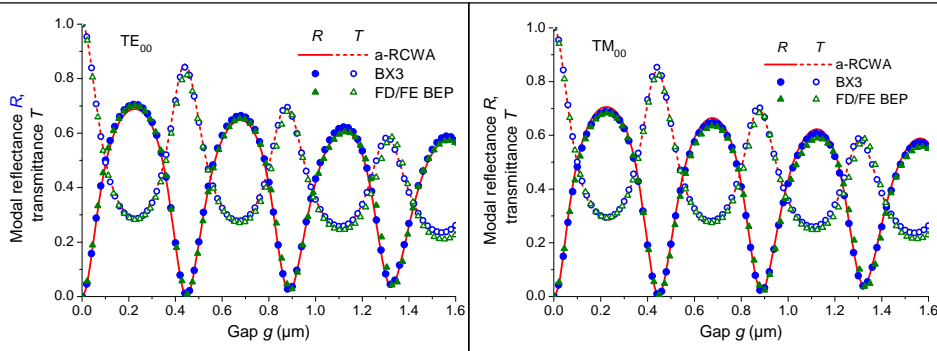 TE00
R T
a-RCWA
BX3
FD/FE BEP
Modal reflectance R,
transmittance T
1.0
0.8
0.6
0.4
0.2
0.0
0.0 0.2 0.4 0.6 0.8 1.0 1.2 1.4 1.6
Gap g (µm)
TM00
R T
a-RCWA
BX3
FD/FE BEP
Modal reflectance R,
transmittance T
1.0
0.8
0.6
0.4
0.2
0.0
0.0 0.2 0.4 0.6 0.8 1.0 1.2 1.4 1.6
Gap g (µm)